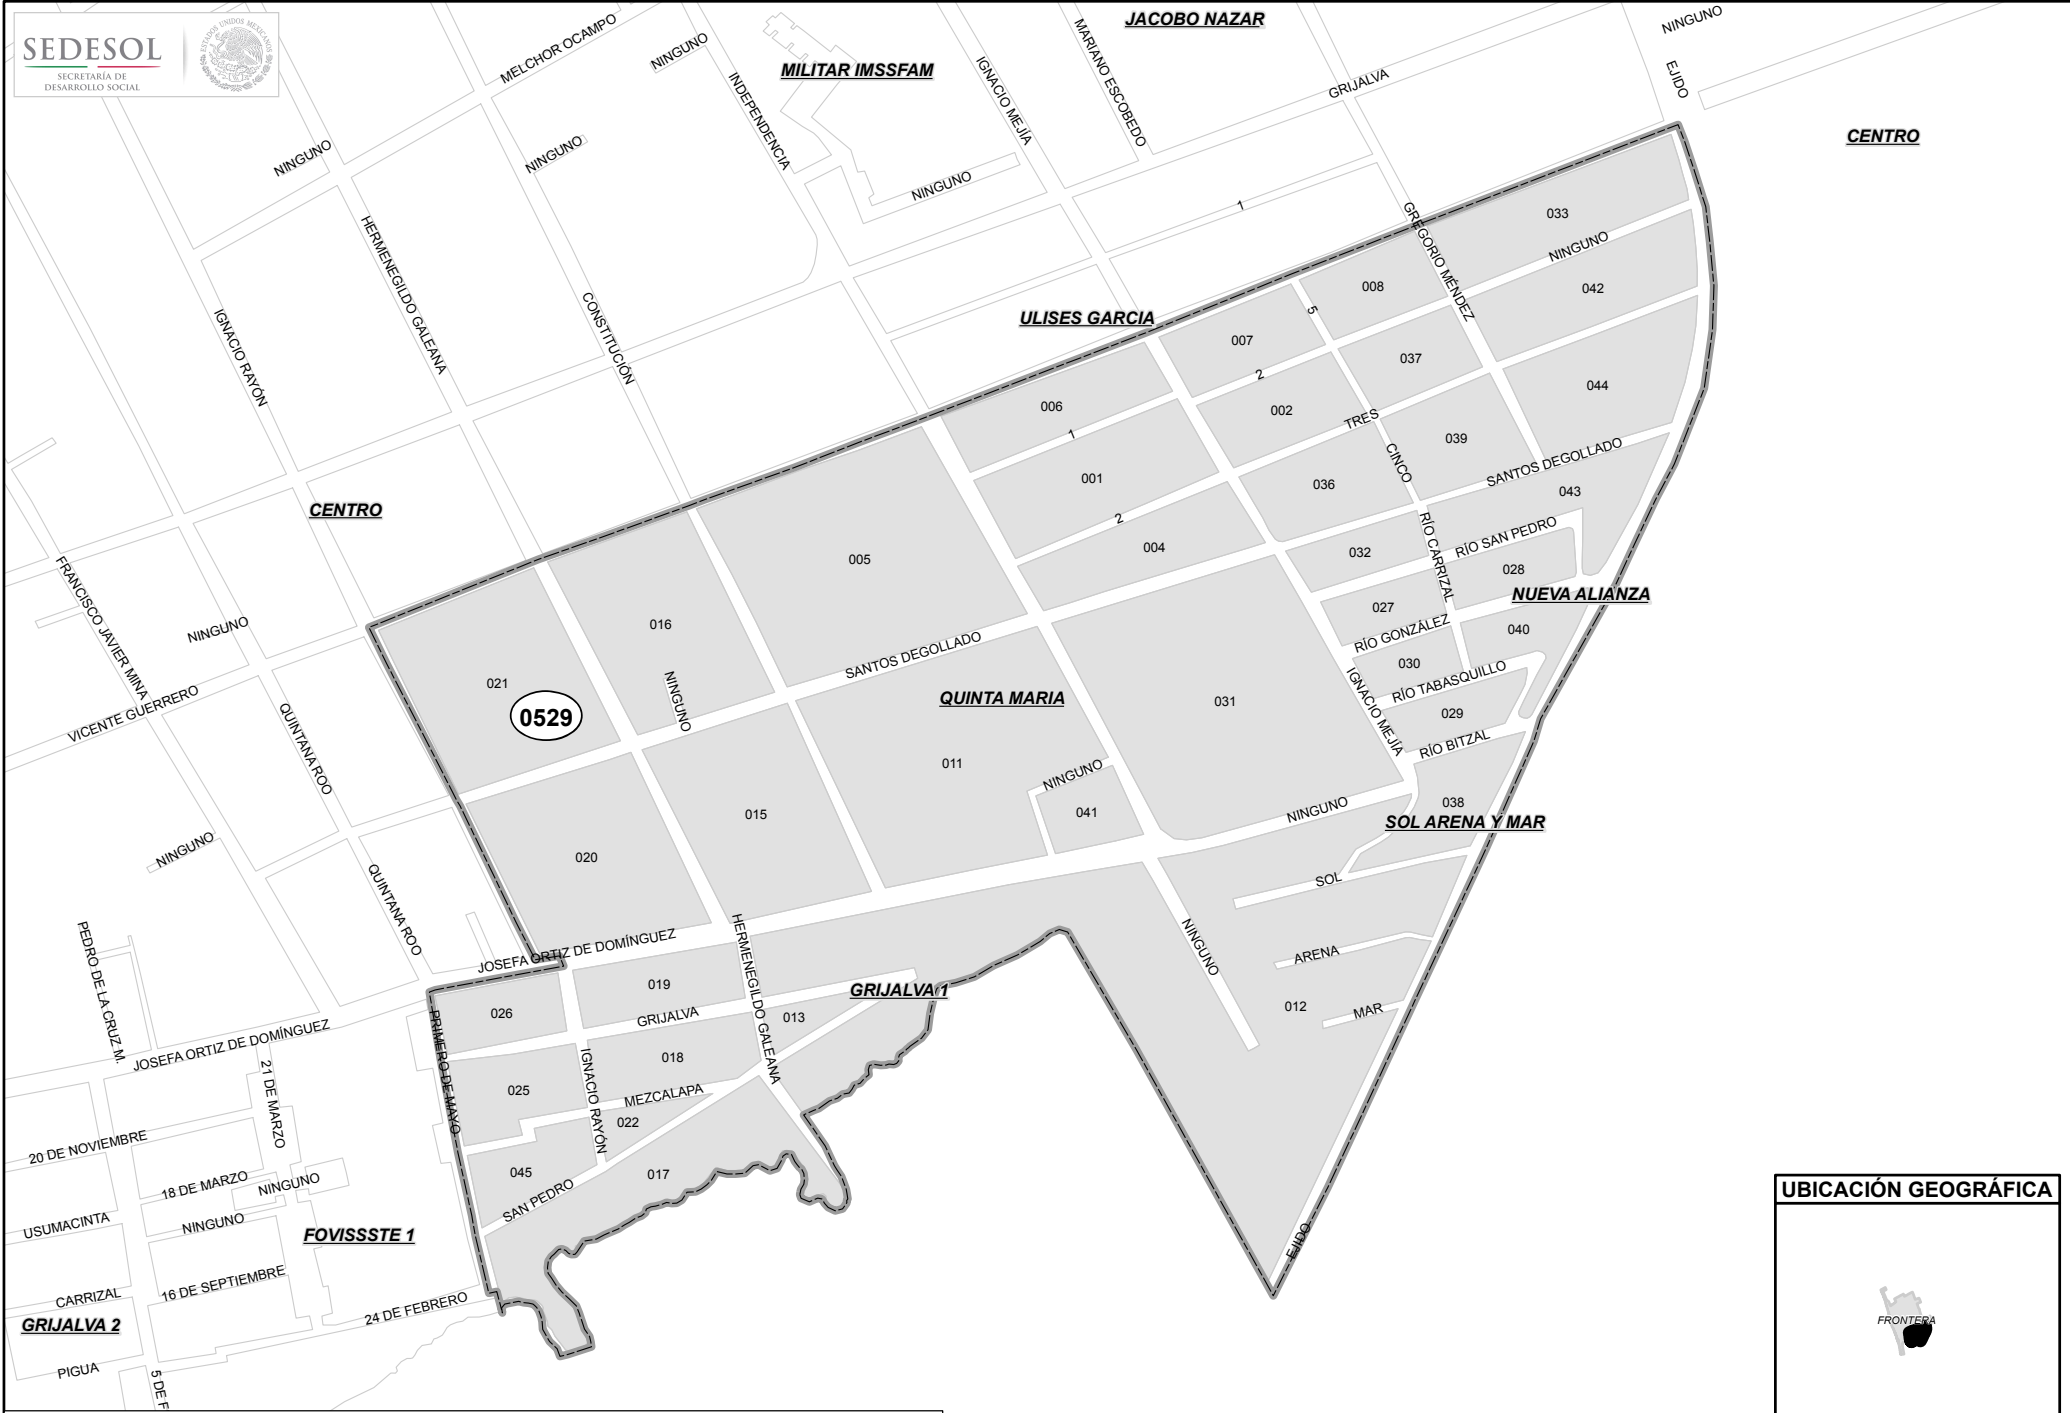 SEDESOL
SECRETARÍA DE
DESARROLLO SOCIAL
ESTADOS UNIDOS MEXICANOS
JACOBO NAZAR
NINGUNO
MELCHOR OCAMPO
NINGUNO
MILITAR IMSSFAM
MARIANO ESCOBEDO
IGNACIO MEJÍA
INDEPENDENCIA
GRIJALVA
EJIDO
CENTRO
NINGUNO
NINGUNO
NINGUNO
1
HERMENEGILDO GALEANA
GREGORIO MÉNDEZ
033
NINGUNO
008
042
IGNACIO RAYÓN
CONSTITUCIÓN
ULISES GARCIA
5
007
037
2
044
006
002
TRES
1
039
CINCO
SANTOS DEGOLLADO
001
036
043
CENTRO
2
RÍO CARRIZAL
RÍO SAN PEDRO
004
032
005
028
NUEVA ALIANZA
FRANCISCO JAVIER MINA
027
NINGUNO
016
RÍO GONZÁLEZ
040
SANTOS DEGOLLADO
030
RÍO TABASQUILLO
021
NINGUNO
QUINTA MARIA
031
IGNACIO MEJÍA
0529
029
VICENTE GUERRERO
QUINTANA ROO
RÍO BITZAL
011
NINGUNO
015
041
NINGUNO
038
SOL ARENA Y MAR
NINGUNO
020
SOL
QUINTANA ROO
PEDRO DE LA CRUZ M.
JOSEFA ORTIZ DE DOMÍNGUEZ
HERMENEGILDO GALEANA
NINGUNO
ARENA
019
GRIJALVA 1
012
MAR
026
GRIJALVA
013
PRIMERO DE MAYO
JOSEFA ORTIZ DE DOMÍNGUEZ
018
IGNACIO RAYÓN
025
MEZCALAPA
21 DE MARZO
022
20 DE NOVIEMBRE
045
017
18 DE MARZO
NINGUNO
SAN PEDRO
USUMACINTA
NINGUNO
FOVISSSTE 1
EJIDO
UBICACIÓN GEOGRÁFICA
16 DE SEPTIEMBRE
CARRIZAL
24 DE FEBRERO
GRIJALVA 2
FRONTERA
PIGUA
5 DE F